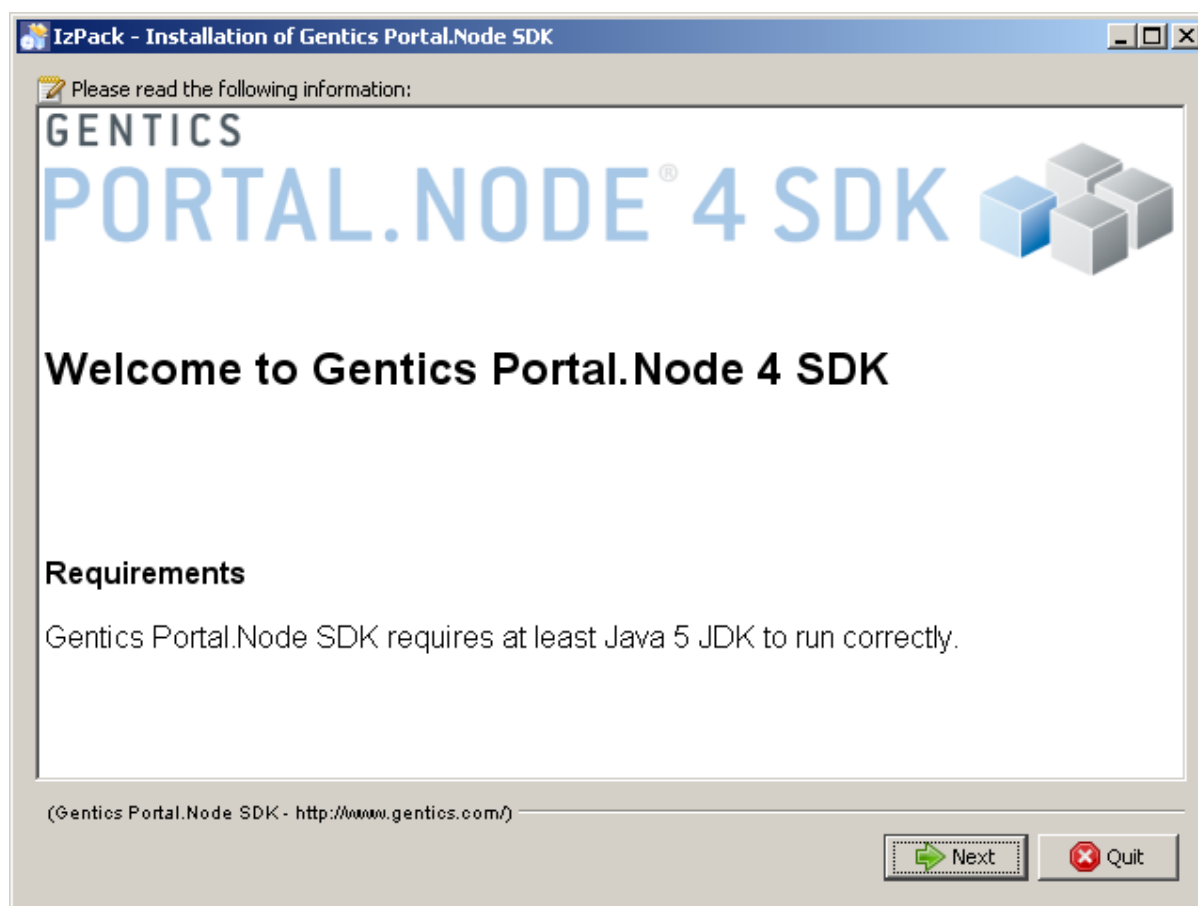 IzPack - Installation of Gentics Portal.Node SDK
Please read the following information:
GENTICS
PORTAL.NODE® 4 SDK
Welcome to Gentics Portal.Node 4 SDK
Requirements
Gentics Portal.Node SDK requires at least Java 5 JDK to run correctly.
(Gentics Portal.Node SDK - http://www.gentics.com/)
Next Quit